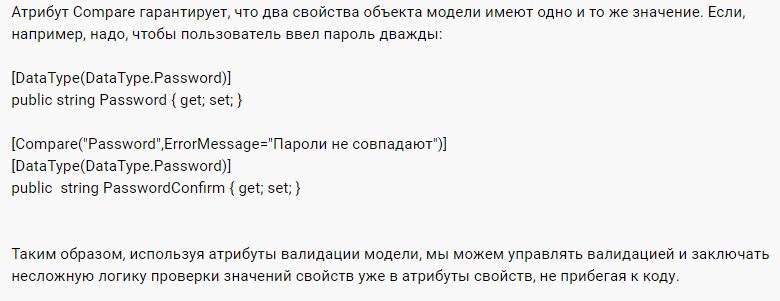 Атрибут Compare гарантирует, что два свойства объекта модели имеют одно и то же значение. Если,
например, надо, чтобы пользователь ввел пароль дважды:
[DataType(DataType.Password)]
public string Password { get; set; }
[Compare("Password",ErrorMessage="Пароли не совпадают")]
[DataType(DataType.Password)]
public  string PasswordConfirm { get; set; }
Таким образом, используя атрибуты валидации модели, мы можем управлять валидацией и заключать
несложную логику проверки значений свойств уже в атрибуты свойств, не прибегая к коду.